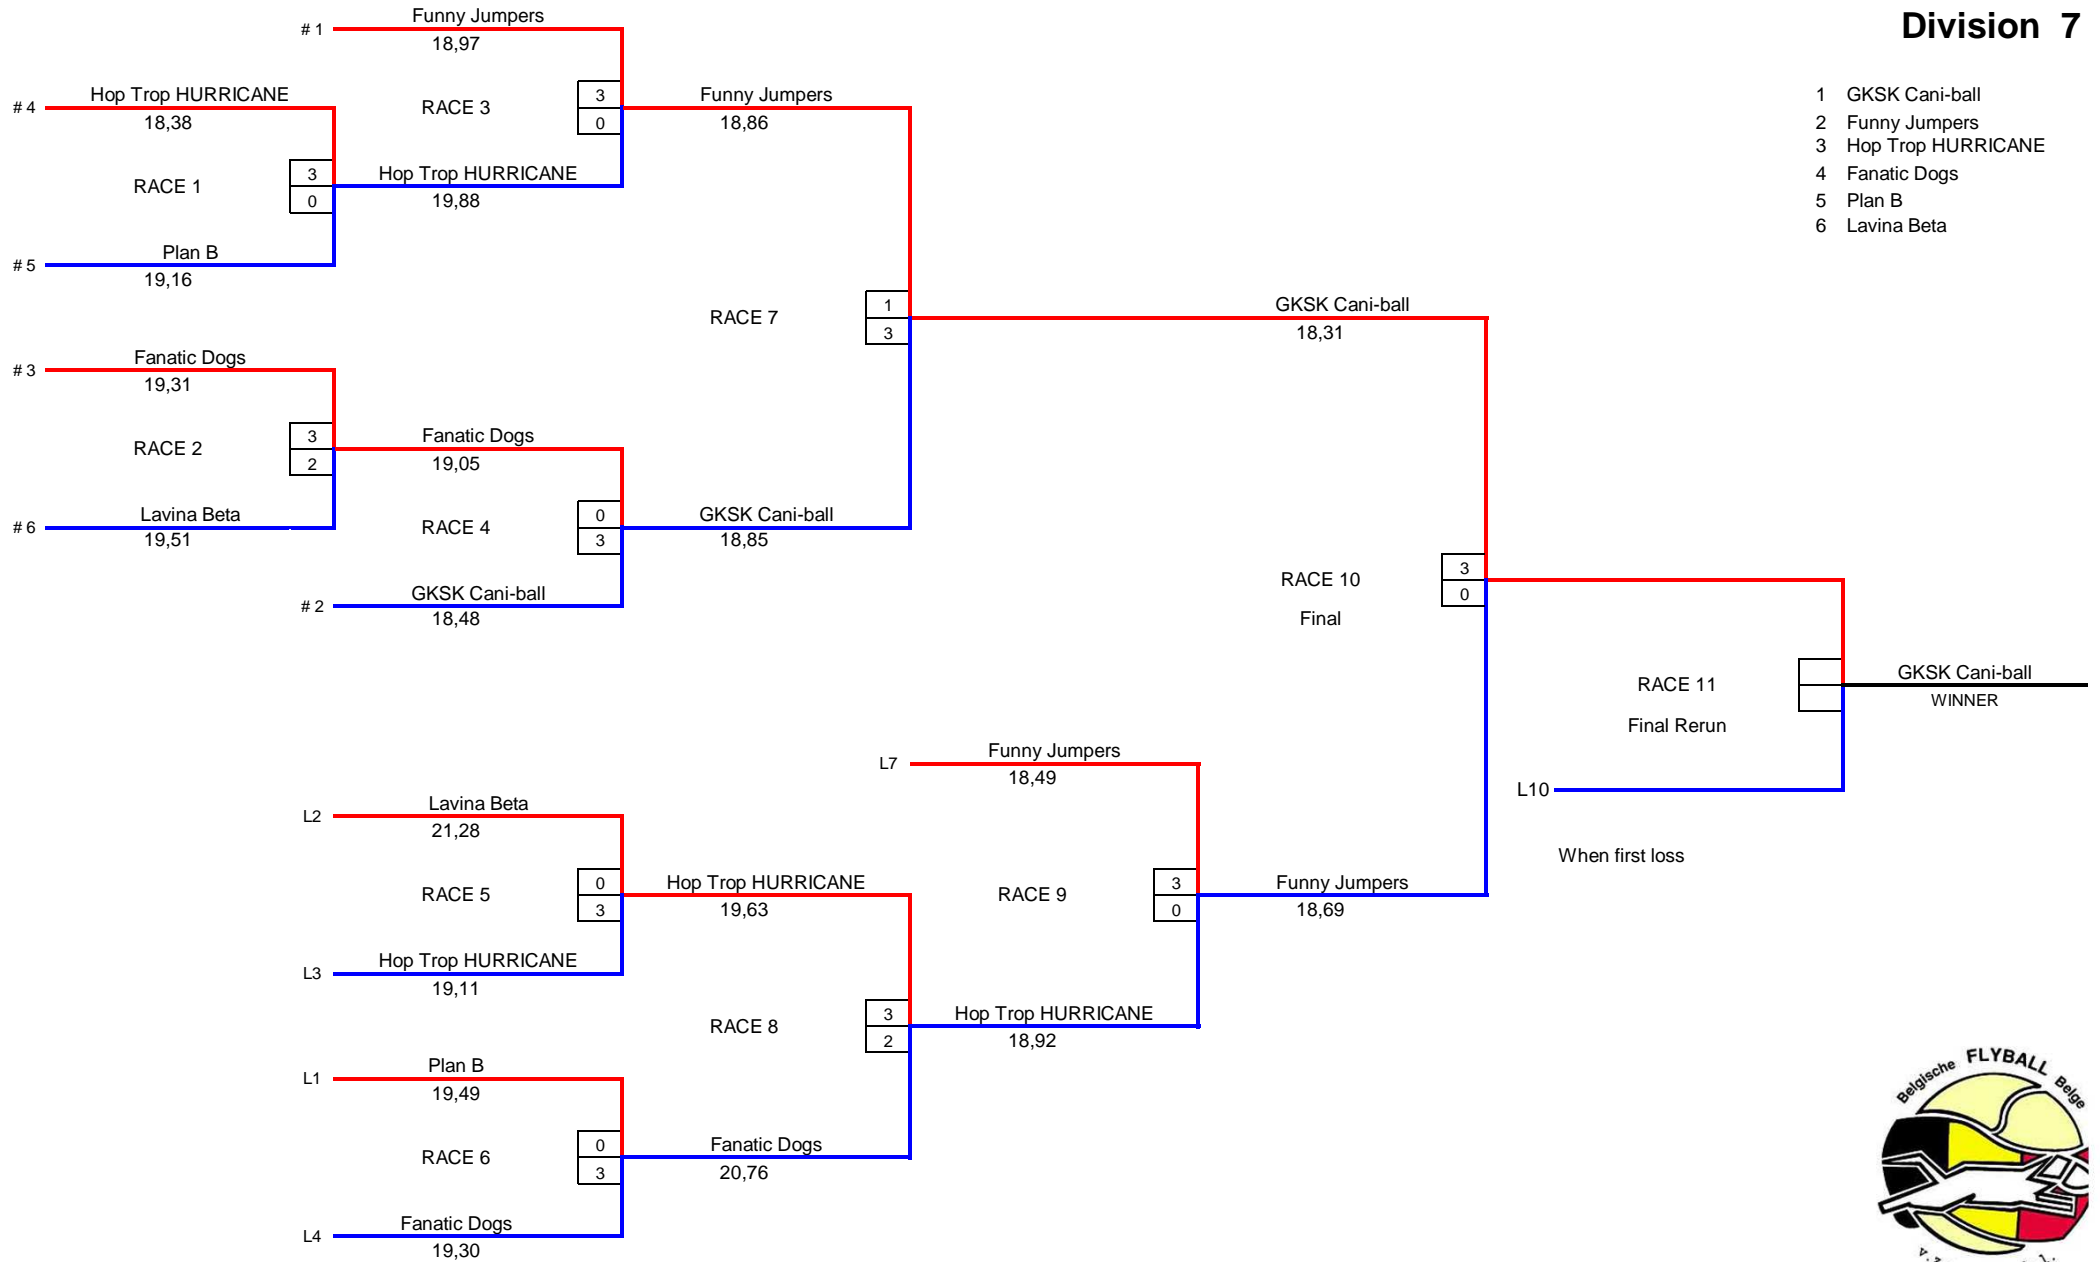 Division 7
1 GKSK Cani-ball
2 Funny Jumpers
3 Hop Trop HURRICANE
4 Fanatic Dogs
5 Plan B
6 Lavina Beta
# 1
Funny Jumpers
18,97
# 4
Hop Trop HURRICANE
18,38
RACE 1
3
0
# 5
Plan B
19,16
RACE 3
3
0
Hop Trop HURRICANE
19,88
Funny Jumpers
18,86
# 3
Fanatic Dogs
19,31
RACE 2
3
2
# 6
Lavina Beta
19,51
Fanatic Dogs
19,05
RACE 4
0
3
# 2
GKSK Cani-ball
18,48
GKSK Cani-ball
18,85
RACE 7
1
3
GKSK Cani-ball
18,31
RACE 10
Final
3
0
RACE 11
Final Rerun
GKSK Cani-ball
WINNER
L10
When first loss
L7
Funny Jumpers
18,49
RACE 9
3
0
Funny Jumpers
18,69
L2
Lavina Beta
21,28
RACE 5
0
3
L3
Hop Trop HURRICANE
19,11
Hop Trop HURRICANE
19,63
RACE 8
3
2
Hop Trop HURRICANE
18,92
L1
Plan B
19,49
RACE 6
0
3
L4
Fanatic Dogs
19,30
Fanatic Dogs
20,76
Belgische FLYBALL Belge